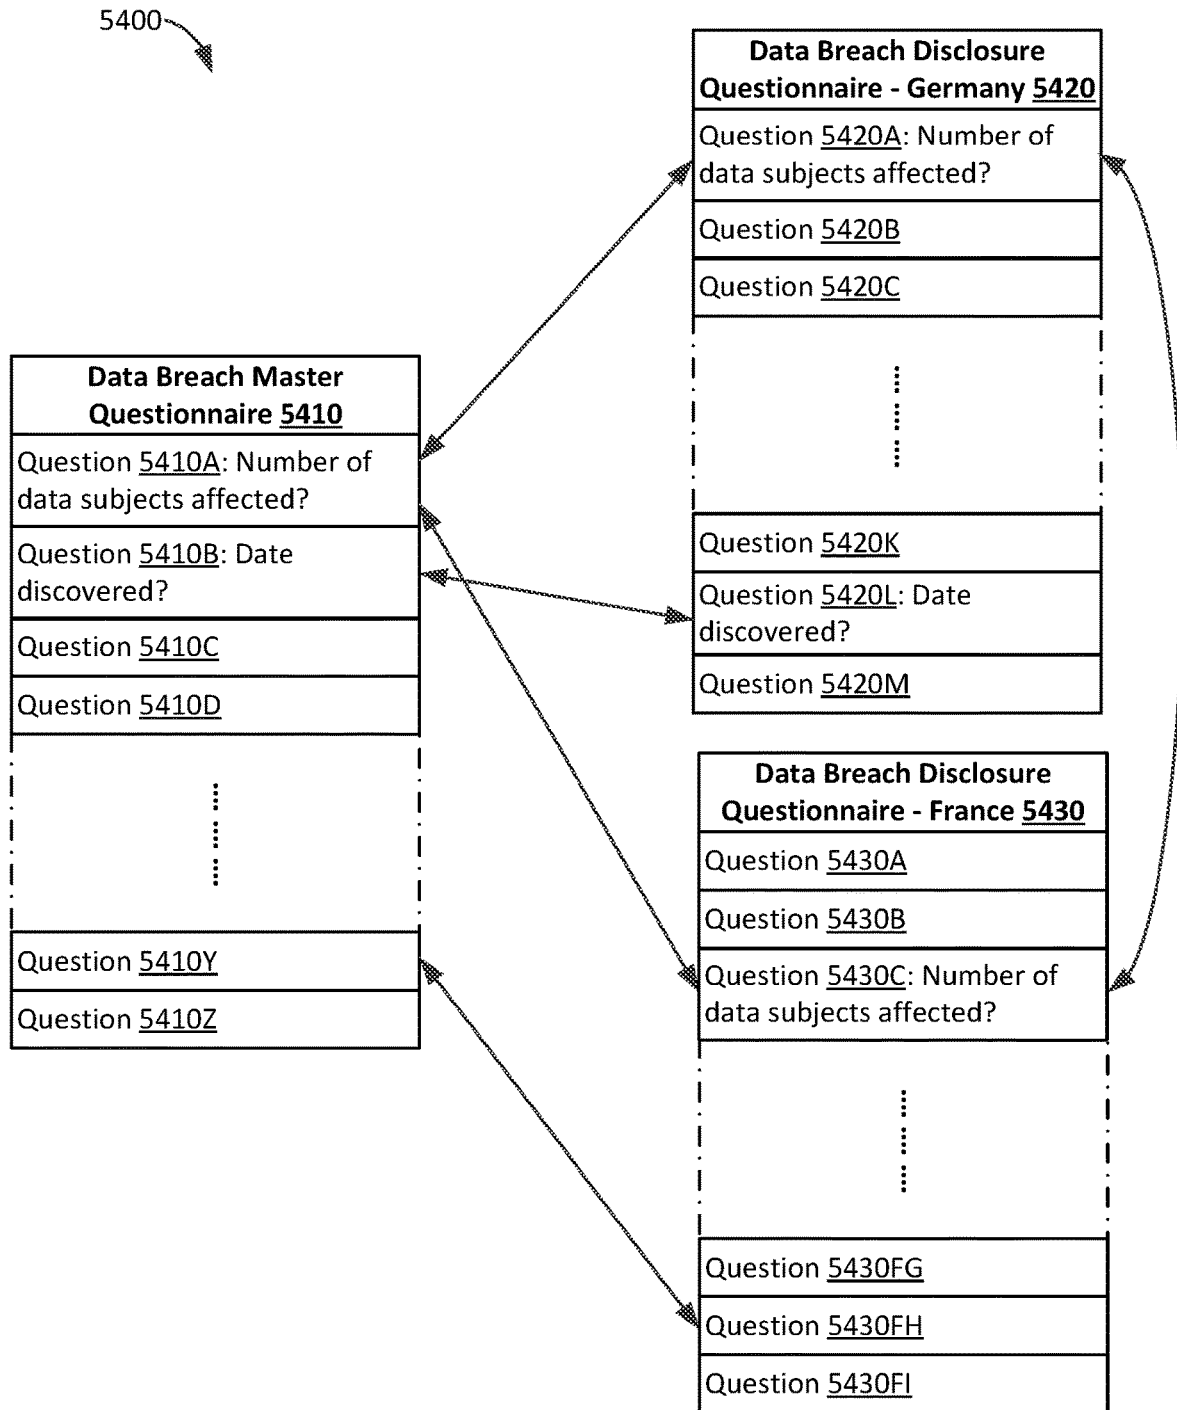 5400
Data Breach Disclosure
Questionnaire - Germany 5420
Question 5420A: Number of
data subjects affected?
Question 5420B
Question 5420C
Question 5420K
Question 5420L: Date
discovered?
Question 5420M
Data Breach Master
Questionnaire 5410
Question 5410A: Number of
data subjects affected?
Question 5410B: Date
discovered?
Question 5410C
Question 5410D
Question 5410Y
Question 5410Z
Data Breach Disclosure
Questionnaire - France 5430
Question 5430A
Question 5430B
Question 5430C: Number of
data subjects affected?
Question 5430FG
Question 5430FH
Question 5430FI